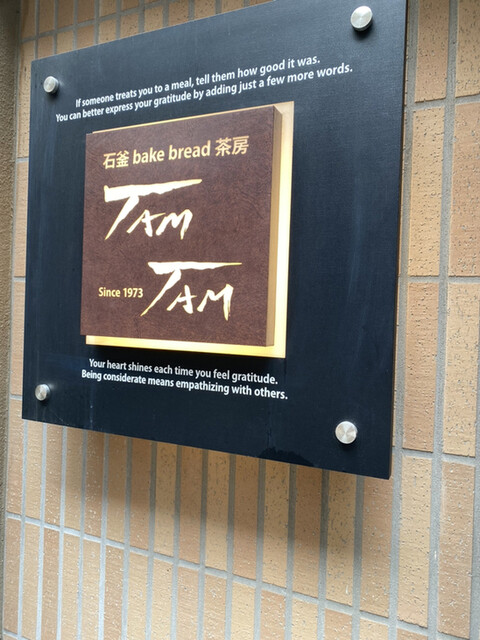 If someone treats you to a meal, tell them how good it was.
You can better express your gratitude by adding just a few more words.
石釜 bake bread 茶房
TAM
TAM
Since 1973
Your heart shines each time you feel gratitude.
Being considerate means empathizing with others.